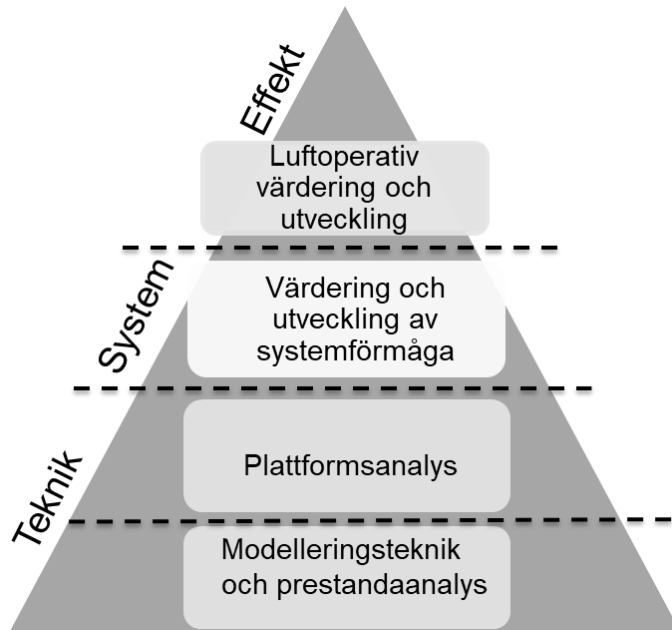 Effekt
Luftoperativ
värdering och
utveckling
System
Värdering och
utveckling av
systemförmåga
Teknik
Plattformsanalys
Modelleringsteknik
och prestandaanalys